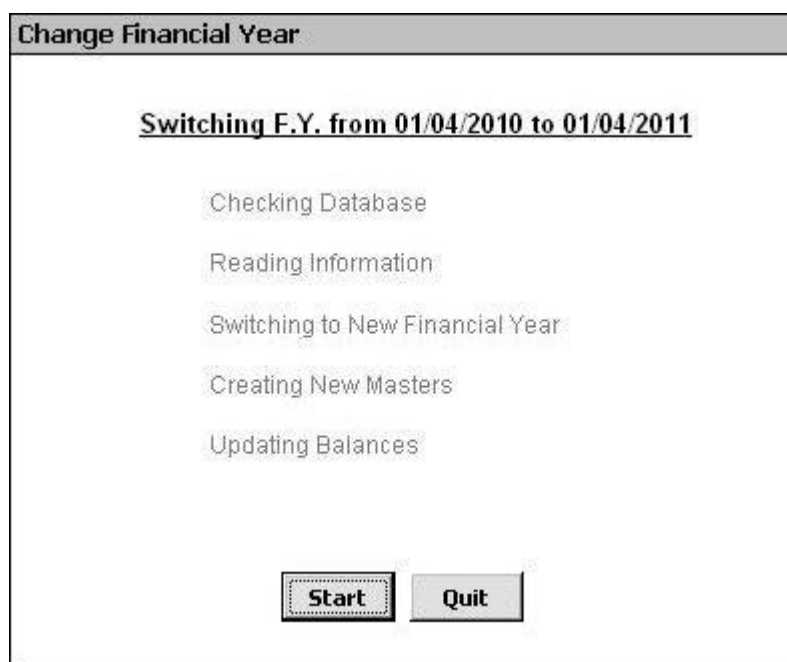 Change Financial Year
Switching F.Y. from 01/04/2010 to 01/04/2011
Checking Database
Reading Information
Switching to New Financial Year
Creating New Masters
Updating Balances
Start Quit